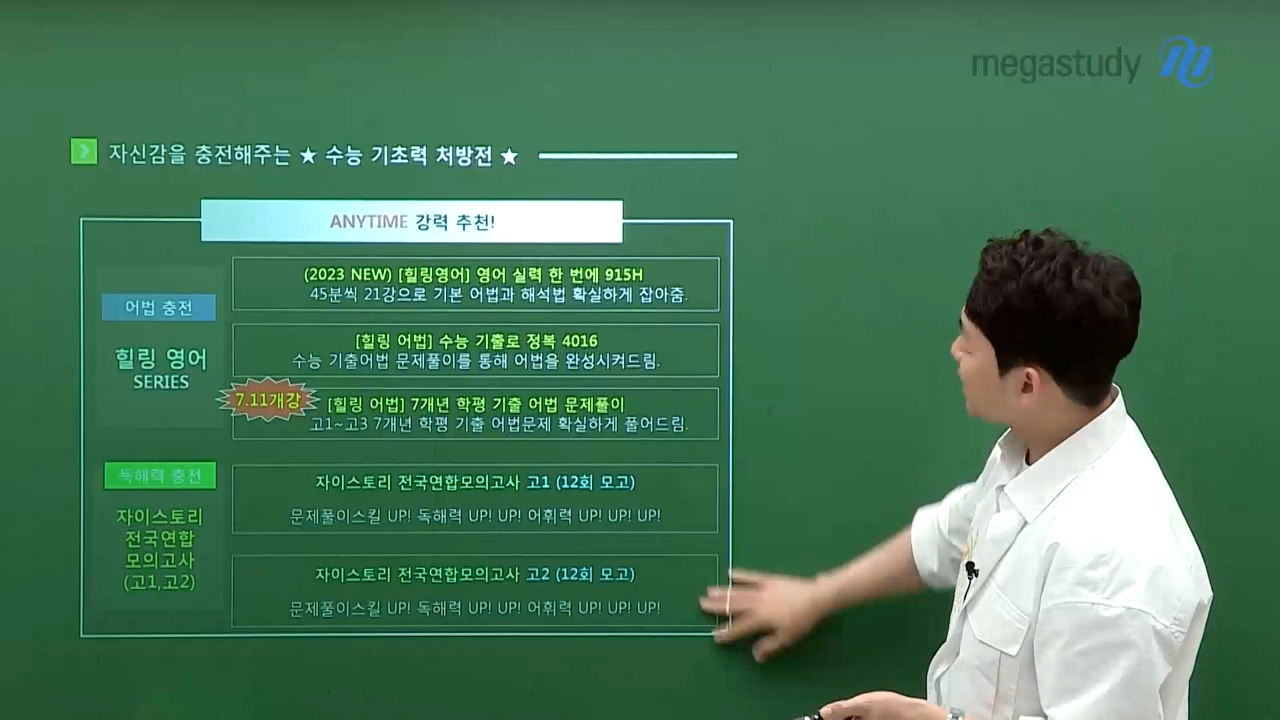 megastudy
자신감을 충전해주는 ★ 수능 기초력 처방전 ★
ANYTIME 강력 추천!
어법 충전
힐링 영어
SERIES
(2023 NEW) [힐링영어] 영어 실력 한 번에 915H
45분씩 21강으로 기본 어법과 해석법 확실하게 잡아줌.
[힐링 어법] 수능 기출로 정복 4016
수능 기출어법 문제풀이를 통해 어법을 완성시켜드림.
7.11개강
[힐링 어법] 7개년 학평 기출 어법 문제풀이
고1~고3 7개년 학평 기출 어법문제 확실하게 풀어드림.
독해력 충전
자이스토리
전국연합
모의고사
(고1,고2)
자이스토리 전국연합모의고사 고1 (12회 모고)
문제풀이스킬 UP! 독해력 UP! UP! 어휘력 UP! UP! UP!
자이스토리 전국연합모의고사 고2 (12회 모고)
문제풀이스킬 UP! 독해력 UP! UP! 어휘력 UP! UP! UP!